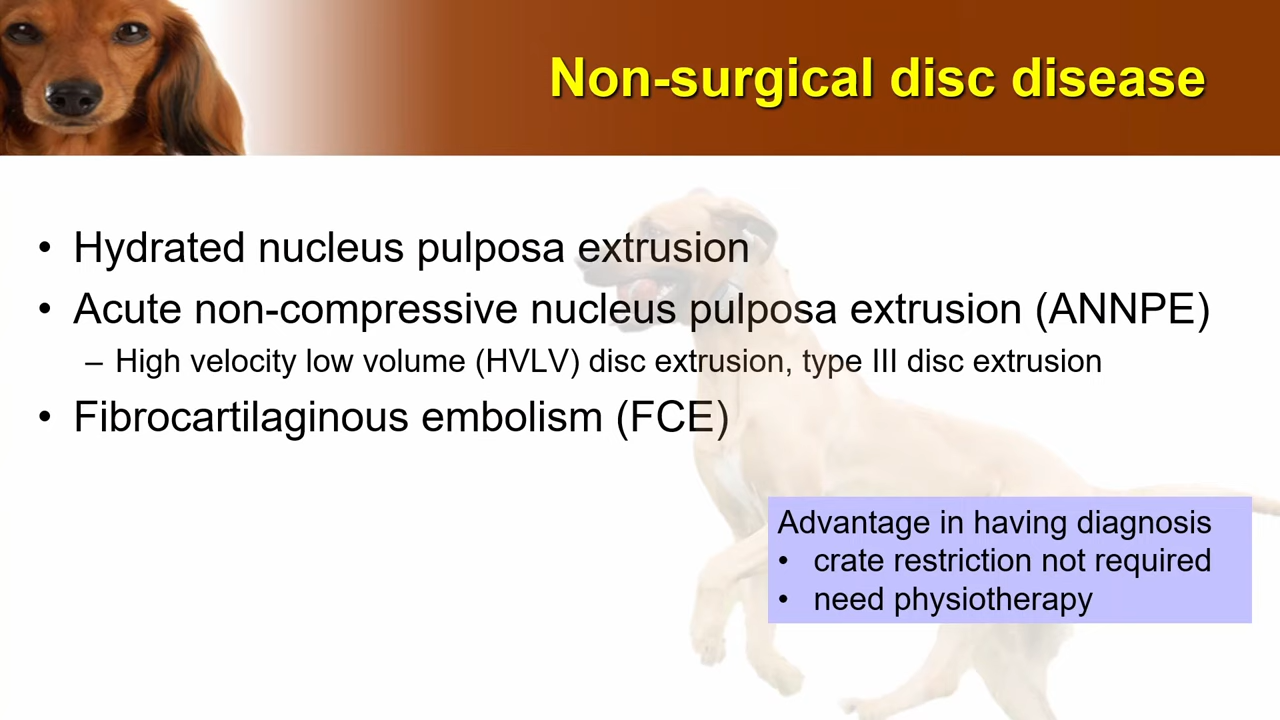 Non-surgical disc disease
• Hydrated nucleus pulposa extrusion
• Acute non-compressive nucleus pulposa extrusion (ANNPE)
– High velocity low volume (HVLV) disc extrusion, type III disc extrusion
• Fibrocartilaginous embolism (FCE)
Advantage in having diagnosis
• crate restriction not required
• need physiotherapy